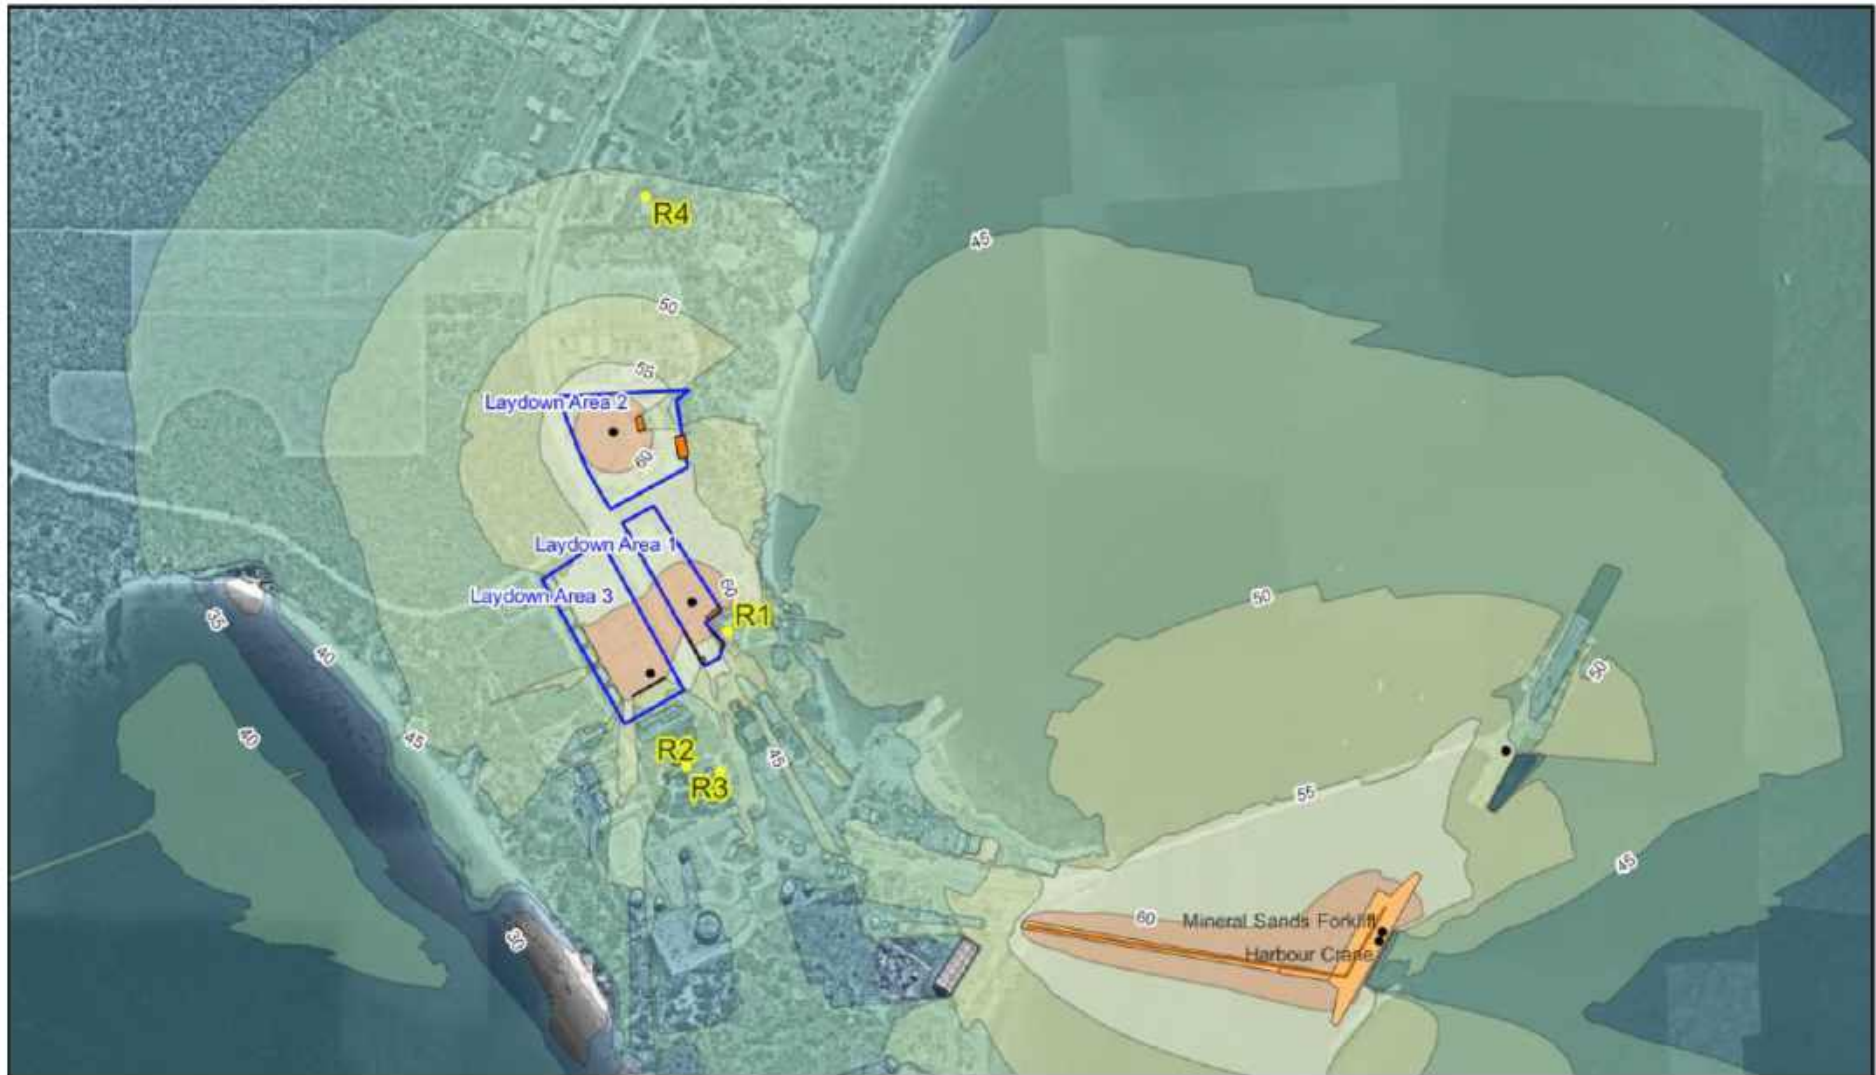 R4
45
50
55
Laydown Area 2
60
Laydown Area 1
Laydown Area 3
60
R1
50
35
40
50
40
45
R2
45
R3
55
45
60
Mineral Sands Forklift
30
Harbour Crane